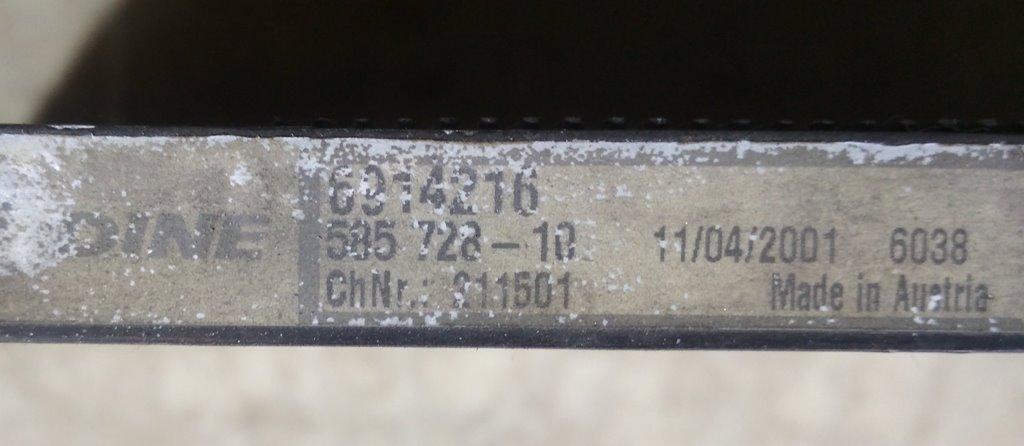 6914216
DINE
585 728-10 11/04/2001 6038
ChNr.: 211501
Made in Austria